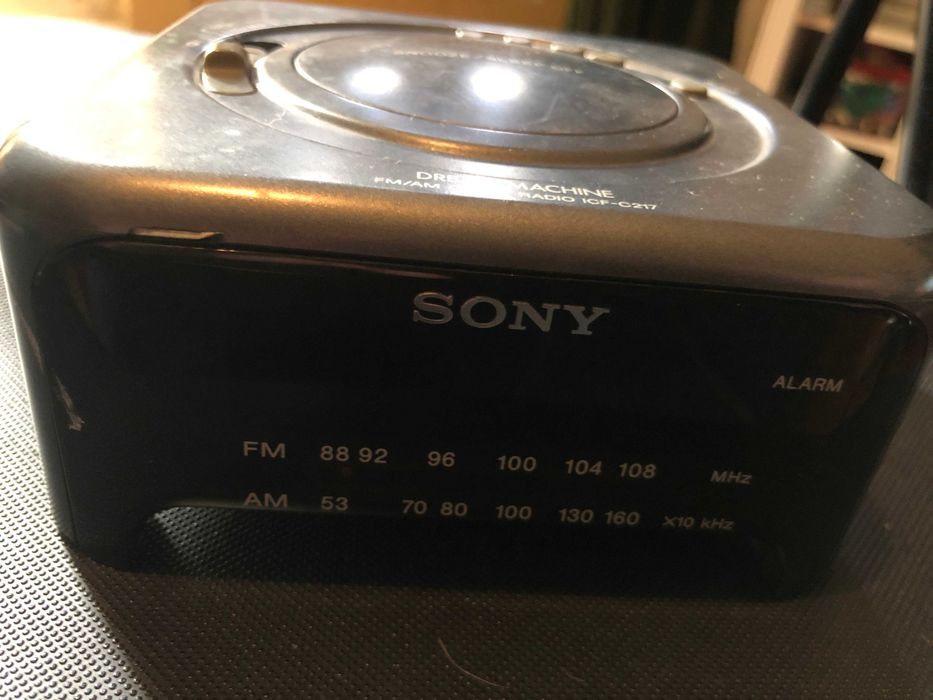 DRE MACHINE
FM/AM RADIO ICF-C217
SONY
ALARM
FM 88 92 96 100 104 108 MHz
AM 53 70 80 100 130 160 X10 kHz